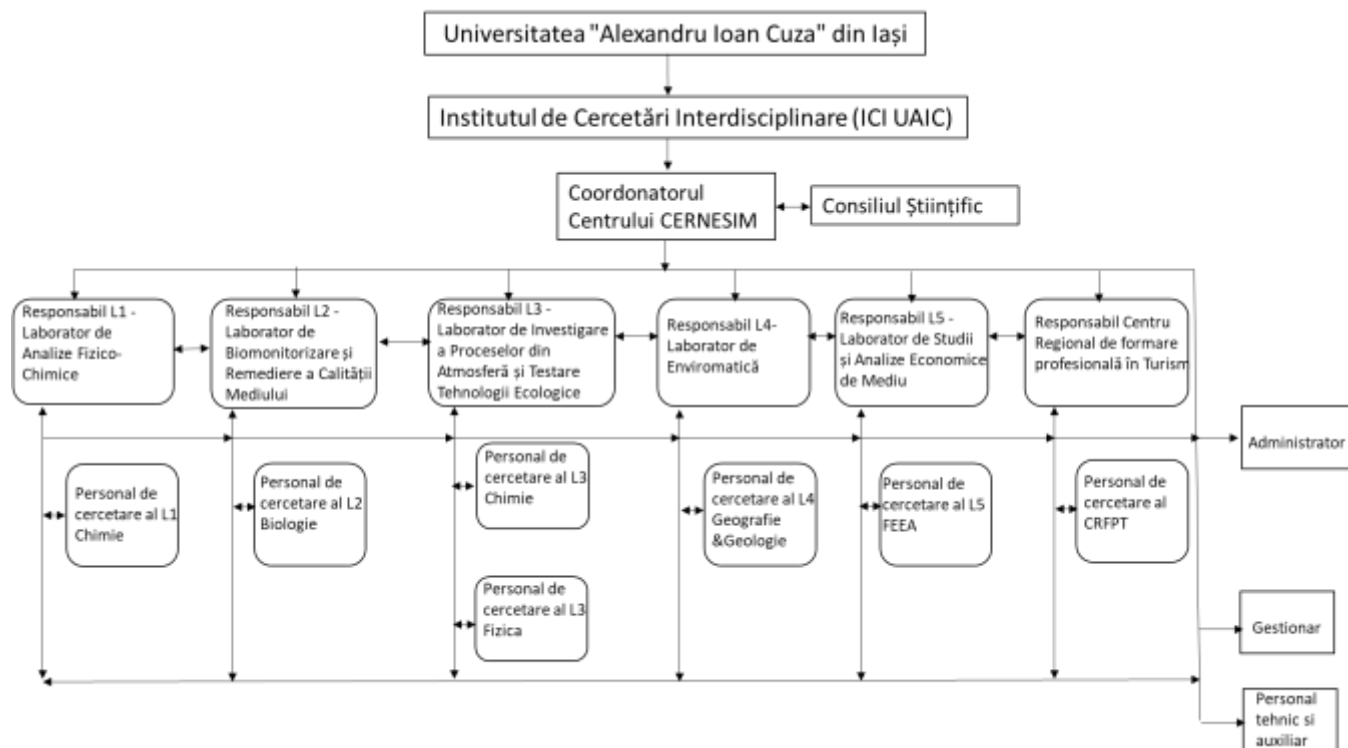 Universitatea "Alexandru Ioan Cuza" din Iași
Institutul de Cercetări Interdisciplinare (ICI UAIC)
Coordonatorul
Centrului CERNESIM
Consiliul Științific
Responsabil L1 -
Laborator de
Analize Fizico-
Chimice
Responsabil L2 -
Laborator de
Biomonitorizare și
Remediere a Calității
Mediului
Responsabil L3 -
Laborator de Investigare
a Proceselor din
Atmosferă și Testare
Tehnologii Ecologice
Responsabil L4-
Laborator de
Enviromatică
Responsabil L5 -
Laborator de Studii
și Analize Economice
de Mediu
Responsabil Centru
Regional de formare
profesională în Turism
Administrator
Personal de
cercetare al L1
Chimie
Personal de
cercetare al L2
Biologie
Personal de
cercetare al L3
Chimie
Personal de
cercetare al L4
Geografie
&Geologie
Personal de
cercetare al L5
FEEA
Personal de
cercetare al
CRFPT
Personal de
cercetare al L3
Fizica
Gestionar
Personal
tehnic si
auxiliar